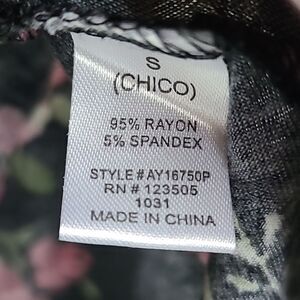 S
(CHICO)
95% RAYON
5% SPANDEX
STYLE # AY16750P
RN # 123505
1031
MADE IN CHINA